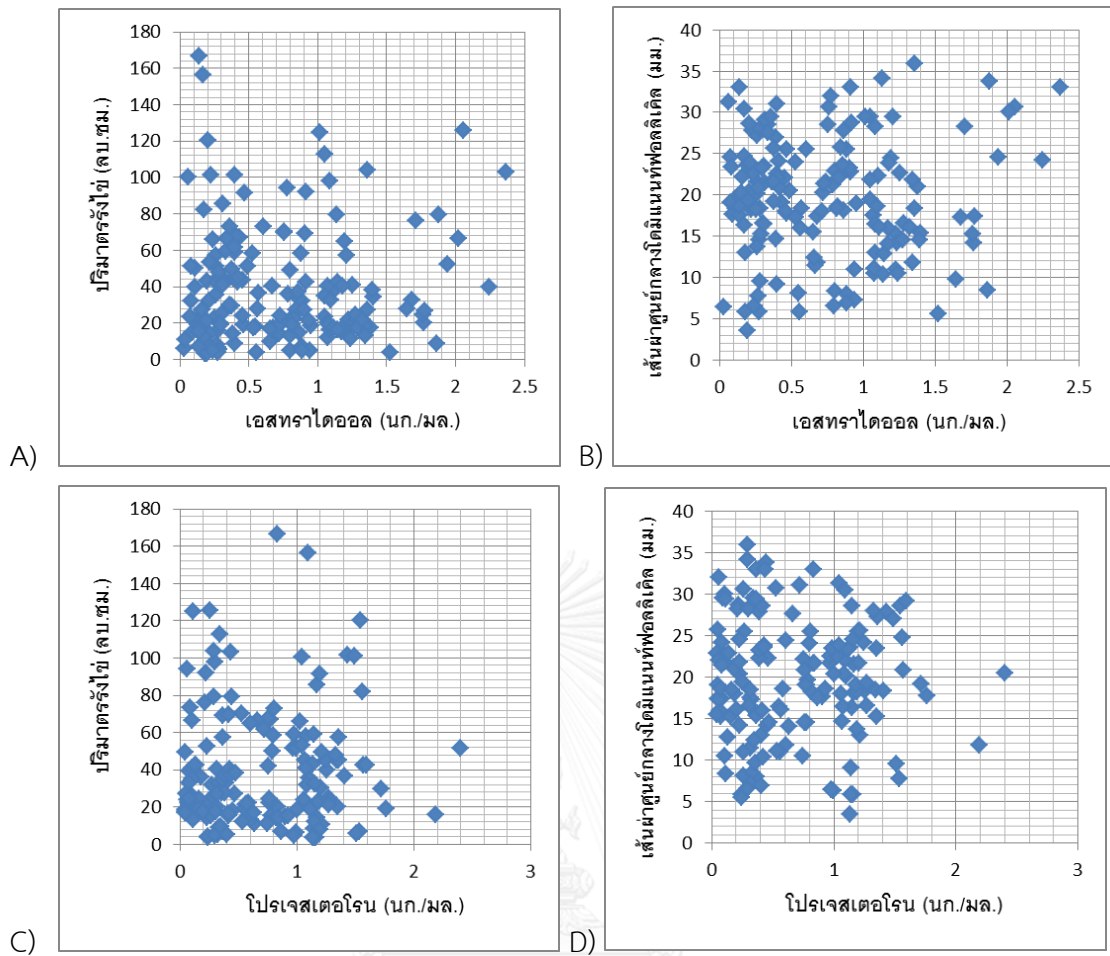 ปริมาตรรังไข่ (ลบ.ซม.)
180
160
140
120
100
80
60
40
20
0
0 0.5 1 1.5 2 2.5
เอสทราไดออล (นก./มล.)
A)
เส้นผ่าศูนย์กลางโดมิแนนท์ฟอลลิเคิล (มม.)
40
35
30
25
20
15
10
5
0
0 0.5 1 1.5 2 2.5
เอสทราไดออล (นก./มล.)
B)
ปริมาตรรังไข่ (ลบ.ซม.)
180
160
140
120
100
80
60
40
20
0
0 1 2 3
โปรเจสเตอโรน (นก./มล.)
C)
เส้นผ่าศูนย์กลางโดมิแนนท์ฟอลลิเคิล (มม.)
40
35
30
25
20
15
10
5
0
0 1 2 3
โปรเจสเตอโรน (นก./มล.)
D)